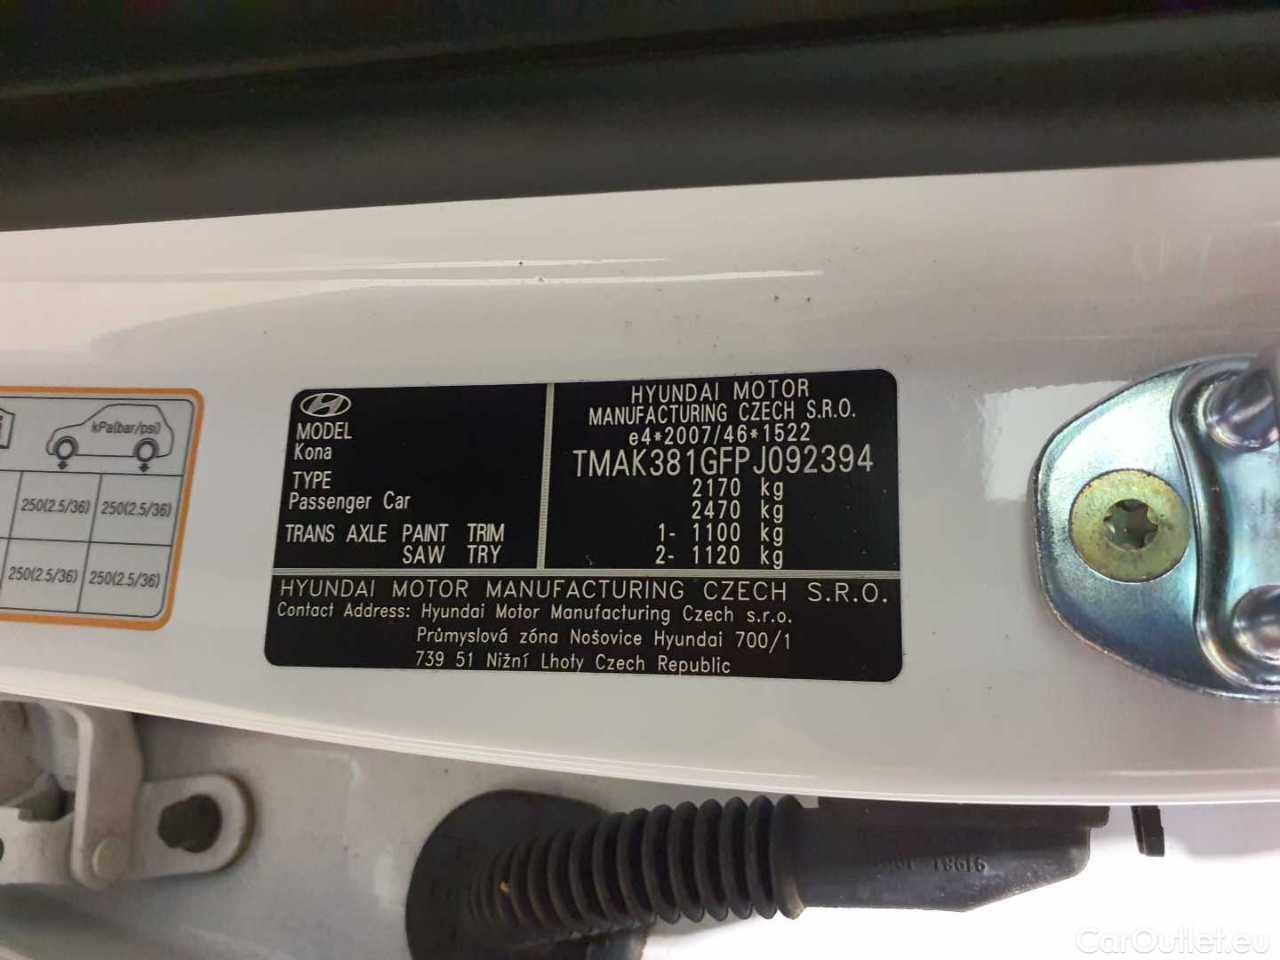 kPa(bar/psi)
250(2.5/36) 250(2.5/36)
250(2.5/36) 250(2.5/36)
MODEL
Kona
TYPE
Passenger Car
TRANS AXLE PAINT TRIM
SAW TRY
HYUNDAI MOTOR
MANUFACTURING CZECH S.R.O.
e4*2007/46*1522
TMAK381GFPJ092394
2170 kg
2470 kg
1- 1100 kg
2- 1120 kg
HYUNDAI MOTOR MANUFACTURING CZECH S.R.O.
Contact Address: Hyundai Motor Manufacturing Czech s.r.o.
Průmyslová zóna Nošovice Hyundai 700/1
739 51 Nižní Lhoty Czech Republic
CarOutlet.eu